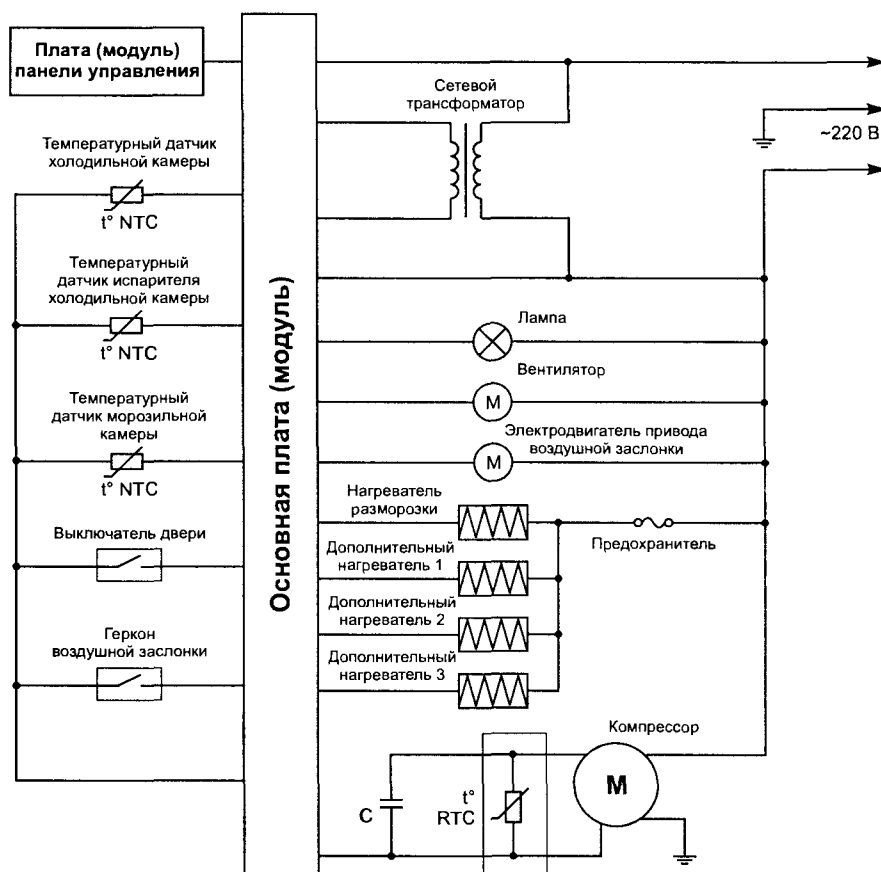 Плата (модуль)
панели управления
Сетевой
трансформатор
~220 В
Температурный датчик
холодильной камеры
t° NTC
Температурный
датчик испарителя
холодильной камеры
t° NTC
Температурный
датчик морозильной
камеры
t° NTC
Выключатель двери
Геркон
воздушной заслонки
Основная плата (модуль)
Лампа
Вентилятор
M
Электродвигатель привода
воздушной заслонки
M
Нагреватель
разморозки
Предохранитель
Дополнительный
нагреватель 1
Дополнительный
нагреватель 2
Дополнительный
нагреватель 3
Компрессор
M
C
t°
RTC